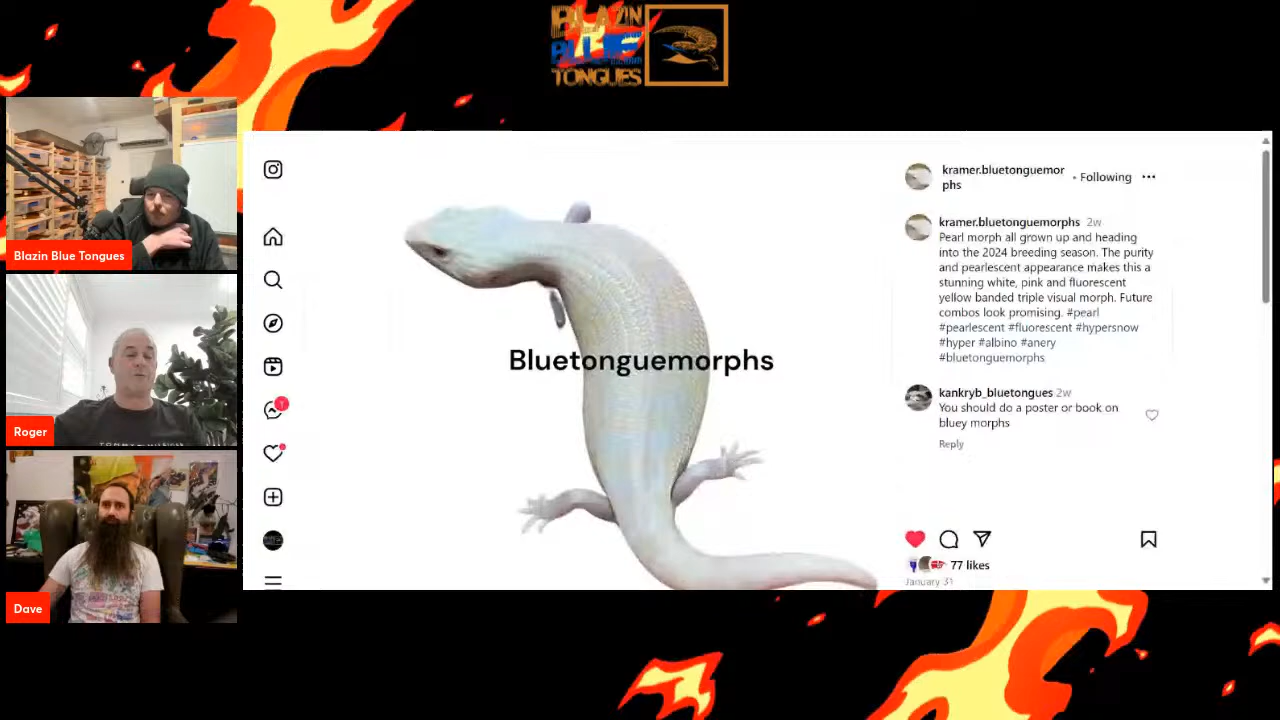 BLAZIN
BLUE
TONGUES
Blazin Blue Tongues
Roger
Dave
Bluetonguemorphs
kramer.bluetonguemor
phs
• Following
kramer.bluetonguemorphs 2w
Pearl morph all grown up and heading
into the 2024 breeding season. The purity
and pearlescent appearance makes this a
stunning white, pink and fluorescent
yellow banded triple visual morph. Future
combos look promising. #pearl
#pearlescent #fluorescent #hypersnow
#hyper #albino #anery
#bluetonguemorphs
kankryb_bluetongues 2w
You should do a poster or book on
bluey morphs
Reply
77 likes
January 31